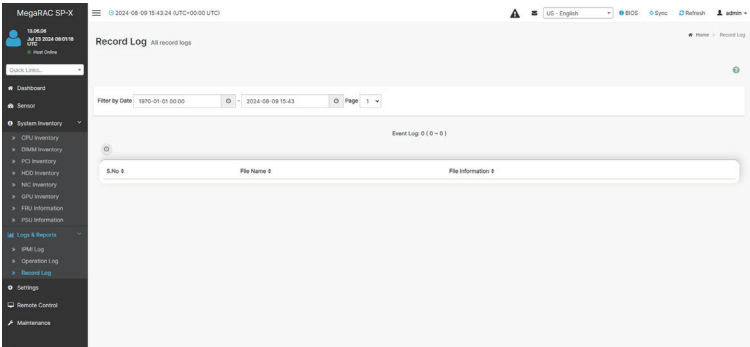 MegaRAC SP-X
2024-08-09 15:43:24 (UTC+00:00 UTC)
US - English
BIOS
Sync
Refresh
admin
13.06.06
Jul 23 2024 08:01:16
UTC
Host Online
Quick Links...
Dashboard
Sensor
System Inventory
» CPU Inventory
» DIMM Inventory
» PCI Inventory
» HDD Inventory
» NIC Inventory
» GPU Inventory
» FRU Information
» PSU Information
Logs & Reports
» IPMI Log
» Operation Log
» Record Log
Settings
Remote Control
Maintenance
Record Log All record logs
Home > Record Log
Filter by Date 1970-01-01 00:00 - 2024-08-09 15:43 Page 1
Event Log: 0 ( 0 ~ 0 )
S.No File Name File Information